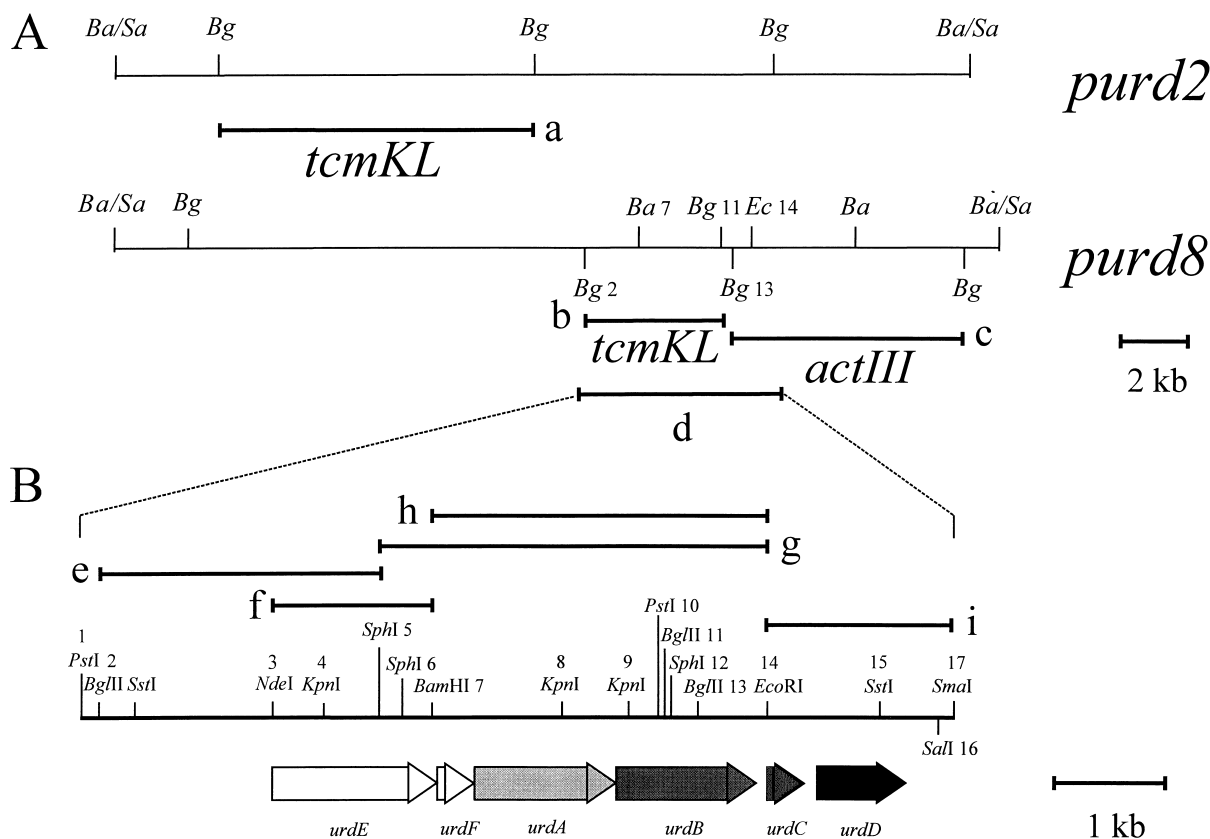 A
Ba/Sa Bg Bg Bg Ba/Sa
purd2
a
tcmKL
Ba/Sa Bg Ba 7 Bg 11 Ec 14 Ba Ba/Sa
purd8
Bg 2 Bg 13 Bg
b c
tcmKL
actIII
2 kb
d
B
h
g
e
f
PstI 10
i
SphI 5
BglII 11
1 SphI 6 SphI 12
3 4 8 9 14 15 17
PstI 2
BglII SstI NdeI KpnI BamHI 7 KpnI KpnI BglII 13 EcoRI SstI SmaI
SalI 16
urdE urdF urdA urdB urdC urdD
1 kb